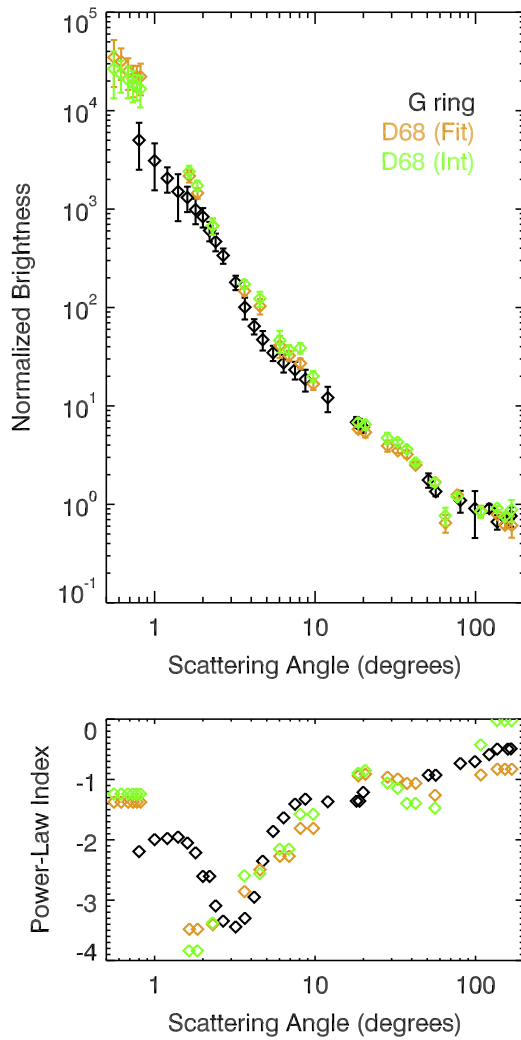 10^5
10^4
10^3
10^2
10^1
10^0
10^-1
Normalized Brightness
G ring
D68 (Fit)
D68 (Int)
1 10 100
Scattering Angle (degrees)
0
-1
-2
-3
-4
Power-Law Index
1 10 100
Scattering Angle (degrees)